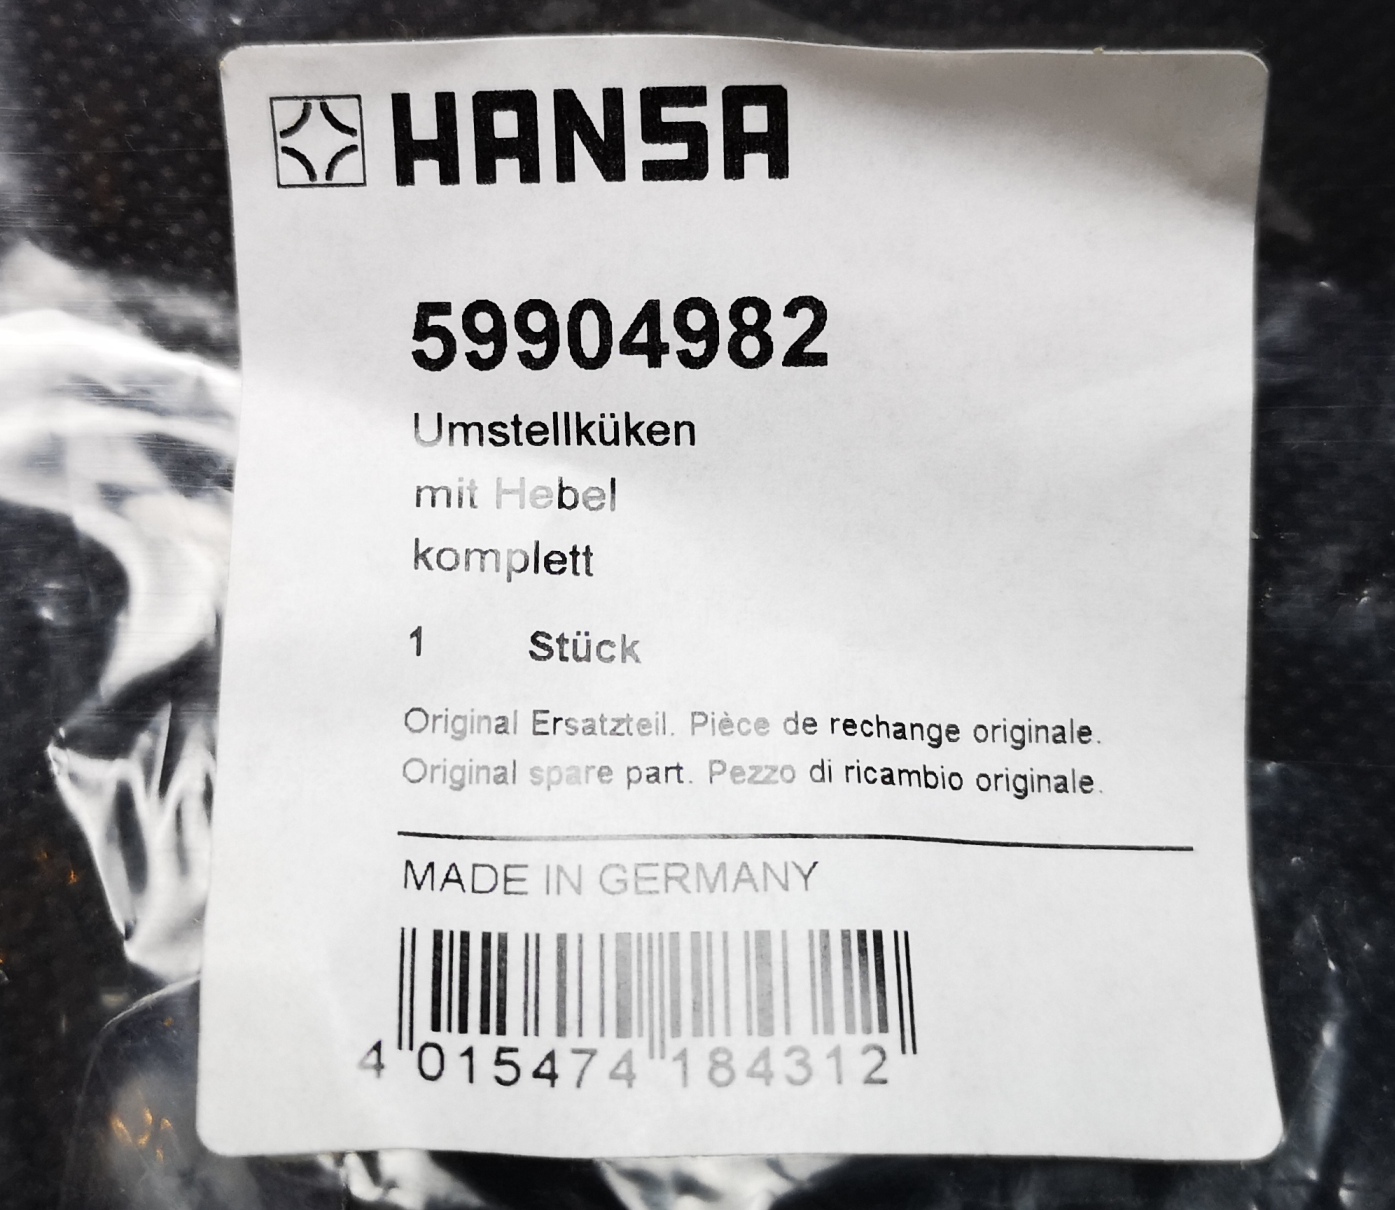 HANSA
59904982
Umstellküken
mit Hebel
komplett
1 Stück
Original Ersatzteil. Pièce de rechange originale.
Original spare part. Pezzo di ricambio originale.
MADE IN GERMANY
4 015474 184312